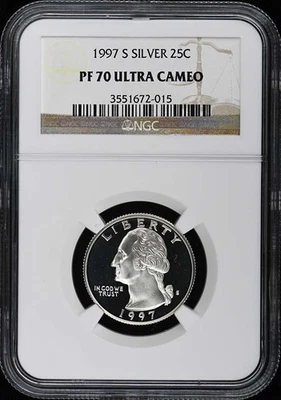 1997 S SILVER 25C
PF 70 ULTRA CAMEO
3551672-015
NGC
LIBERTY
IN GOD WE
TRUST
S
1997